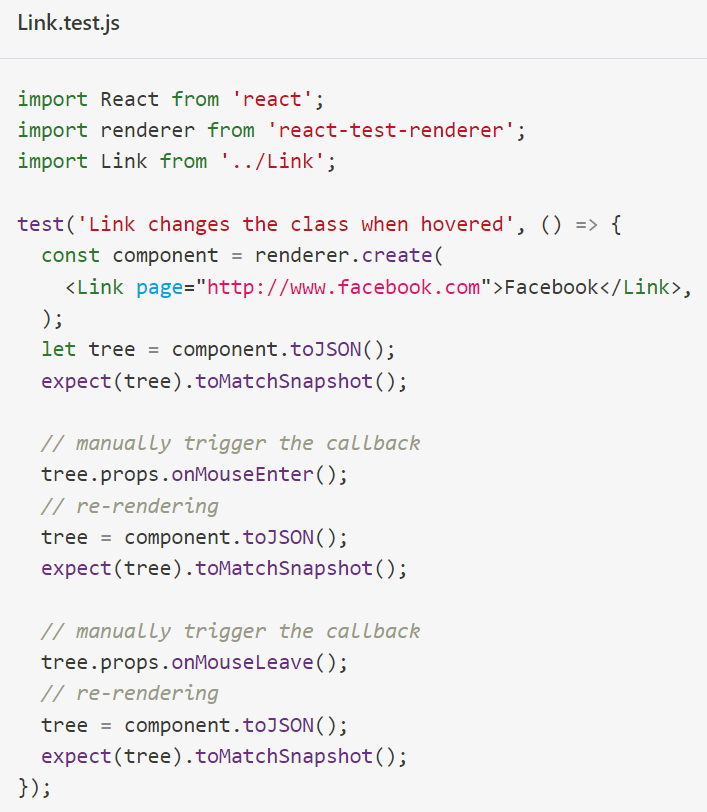 Link.test.js
import React from 'react';
import renderer from 'react-test-renderer';
import Link from '../Link';
test('Link changes the class when hovered', () => {
const component = renderer.create(
<Link page="http://www.facebook.com">Facebook</Link>,
);
let tree = component.toJSON();
expect(tree).toMatchSnapshot();
// manually trigger the callback
tree.props.onMouseEnter();
// re-rendering
tree = component.toJSON();
expect(tree).toMatchSnapshot();
// manually trigger the callback
tree.props.onMouseLeave();
// re-rendering
tree = component.toJSON();
expect(tree).toMatchSnapshot();
});